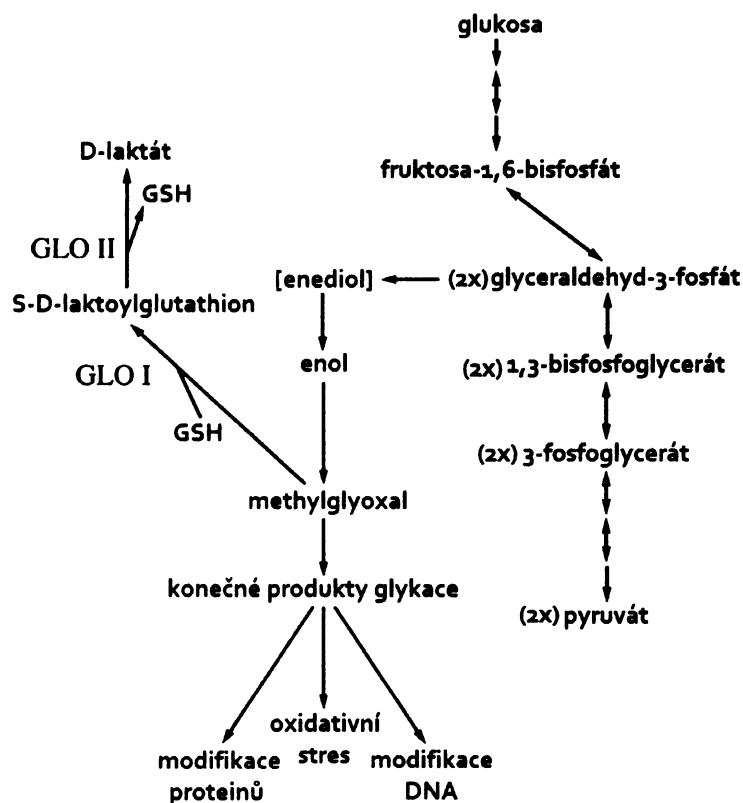 glukosa
fruktosa-1,6-bisfosfát
D-laktát
GSH
GLO II
S-D-laktoylglutathion
[enediol]
(2x) glyceraldehyd-3-fosfát
GLO I
GSH
enol
(2x) 1,3-bisfosfoglycerát
(2x) 3-fosfoglycerát
methylglyoxal
konečné produkty glykace
(2x) pyruvát
modifikace
proteinů
oxidativní
stres
modifikace
DNA